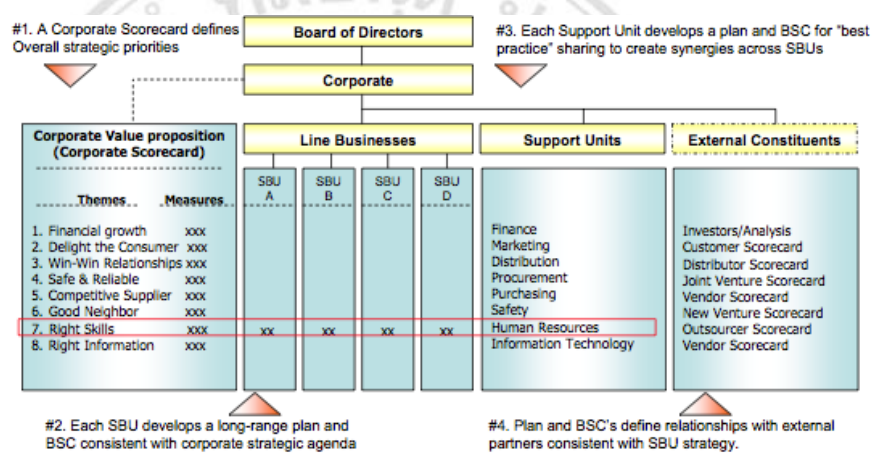 #1. A Corporate Scorecard defines
Overall strategic priorities
Board of Directors
#3. Each Support Unit develops a plan and BSC for "best
practice" sharing to create synergies across SBUs
Corporate
Corporate Value proposition
(Corporate Scorecard)
Themes Measures
1. Financial growth xxx
2. Delight the Consumer xxx
3. Win-Win Relationships xxx
4. Safe & Reliable xxx
5. Competitive Supplier xxx
6. Good Neighbor xxx
7. Right Skills xxx
8. Right Information xxx
Line Businesses
SBU
A
SBU
B
SBU
C
SBU
D
xx xx xx xx
Support Units
Finance
Marketing
Distribution
Procurement
Purchasing
Safety
Human Resources
Information Technology
External Constituents
Investors/Analysis
Customer Scorecard
Distributor Scorecard
Joint Venture Scorecard
Vendor Scorecard
New Venture Scorecard
Outsourcer Scorecard
Vendor Scorecard
#2. Each SBU develops a long-range plan and
BSC consistent with corporate strategic agenda
#4. Plan and BSC's define relationships with external
partners consistent with SBU strategy.